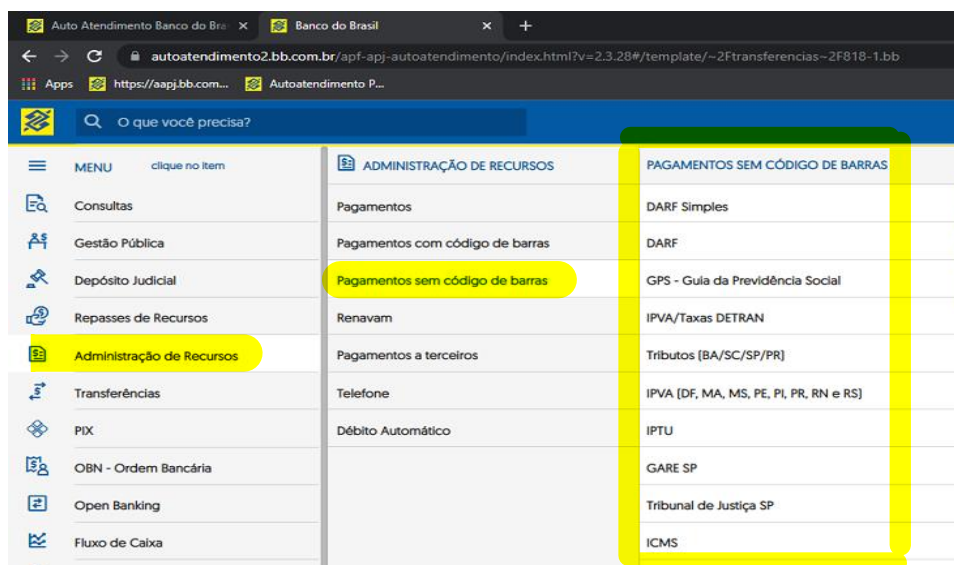 Auto Atendimento Banco do Bra
Banco do Brasil
autoatendimento2.bb.com.br/apf-apj-autoatendimento/index.html?v=2.3.28#/template/~2Ftransferencias~2F818-1.bb
Apps https://aapj.bb.com... Autoatendimento P...
O que você precisa?
MENU clique no item
Consultas
Gestão Pública
Depósito Judicial
Repasses de Recursos
Administração de Recursos
Transferências
PIX
OBN - Ordem Bancária
Open Banking
Fluxo de Caixa
ADMINISTRAÇÃO DE RECURSOS
Pagamentos
Pagamentos com código de barras
Pagamentos sem código de barras
Renavam
Pagamentos a terceiros
Telefone
Débito Automático
PAGAMENTOS SEM CÓDIGO DE BARRAS
DARF Simples
DARF
GPS - Guia da Previdência Social
IPVA/Taxas DETRAN
Tributos (BA/SC/SP/PR)
IPVA (DF, MA, MS, PE, PI, PR, RN e RS)
IPTU
GARE SP
Tribunal de Justiça SP
ICMS